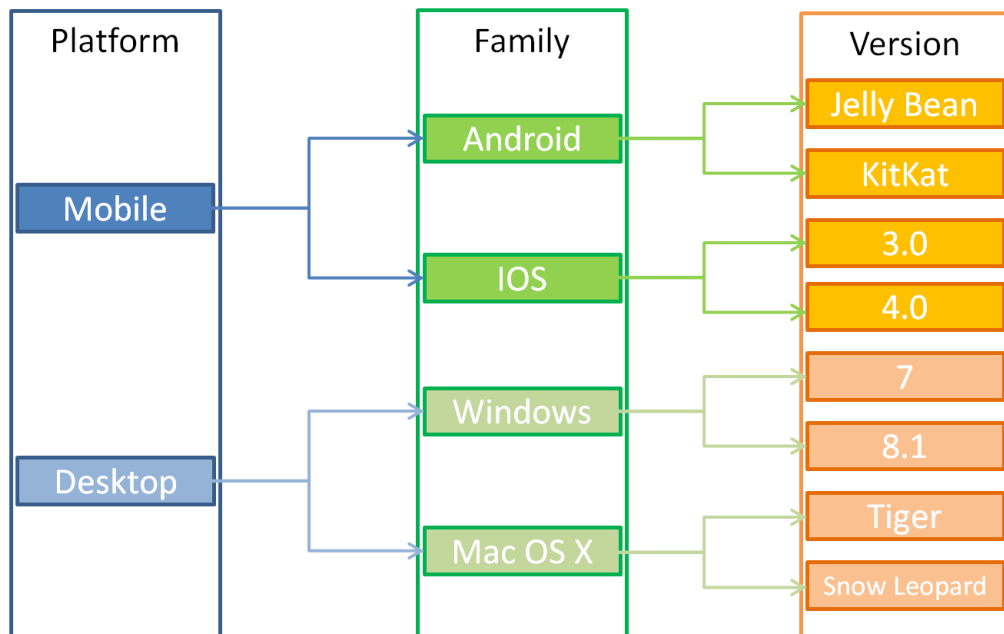 Platform
Family
Version
Mobile
Desktop
Android
IOS
Windows
Mac OS X
Jelly Bean
KitKat
3.0
4.0
7
8.1
Tiger
Snow Leopard